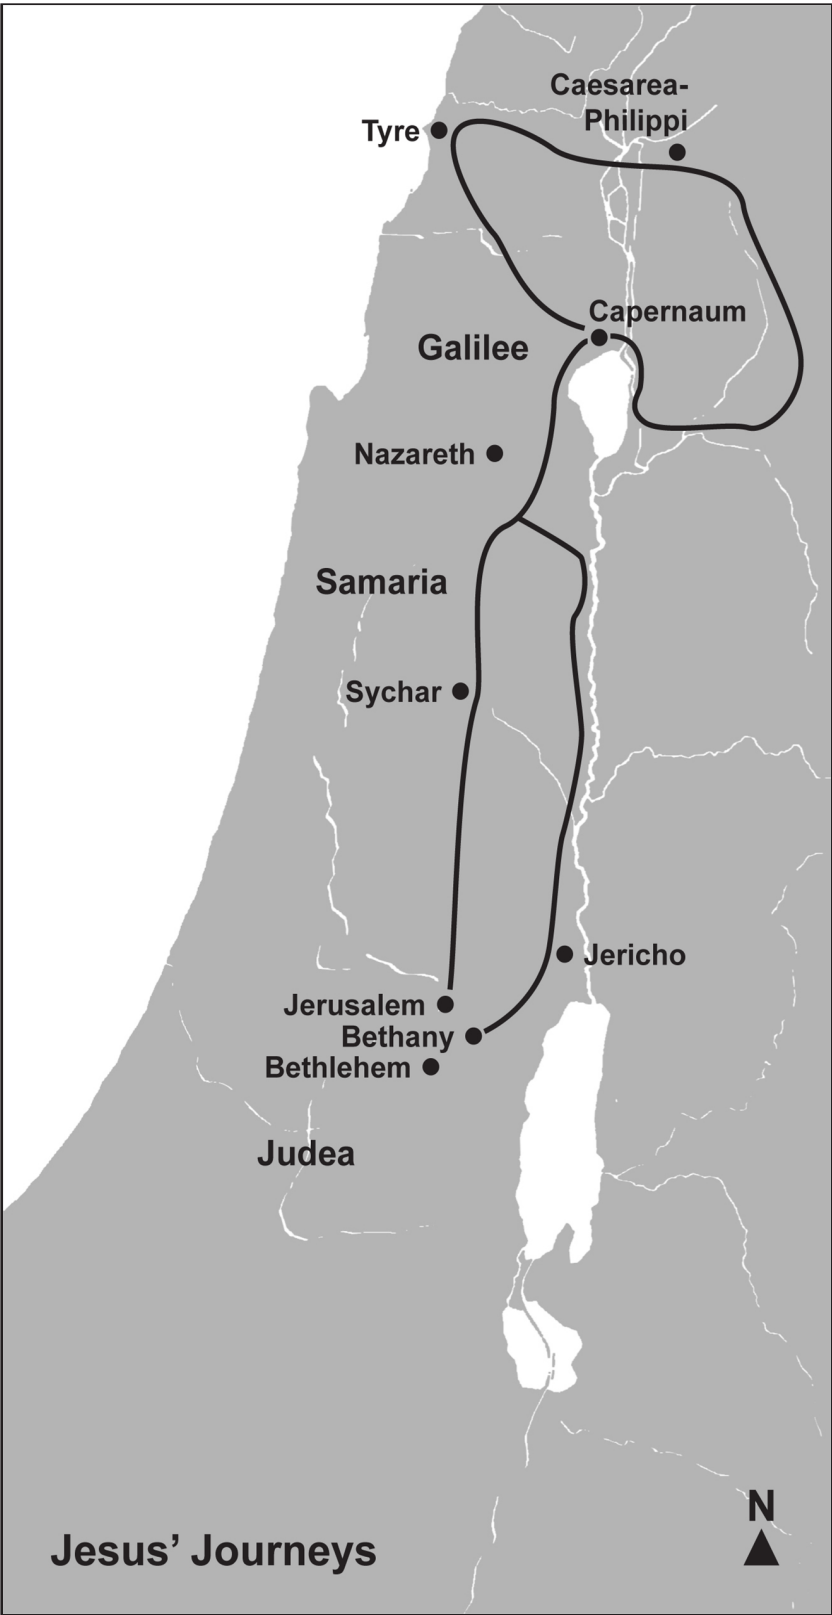 Caesarea-
Philippi
Tyre
Capernaum
Galilee
Nazareth
Samaria
Sychar
Jericho
Jerusalem
Bethany
Bethlehem
Judea
N
Jesus’ Journeys